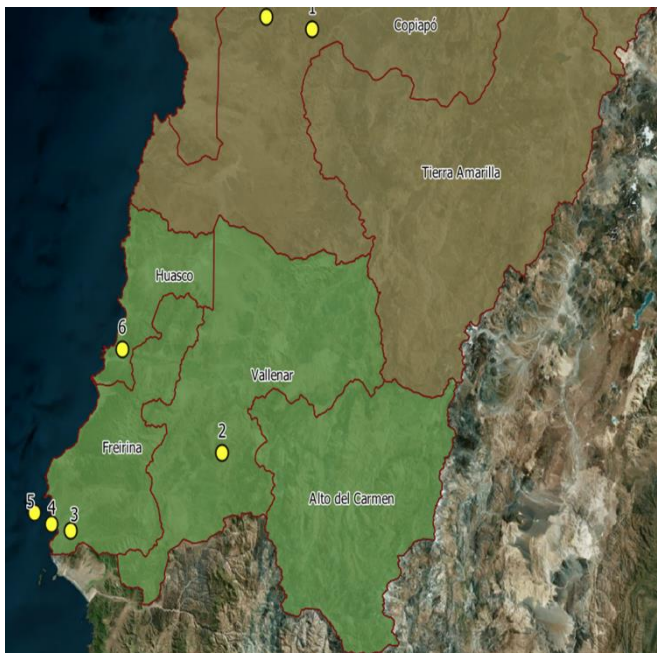 1
Copiapó
Tierra Amarilla
Huasco
6
Vallenar
2
Freirina
Alto del Carmen
5
4
3